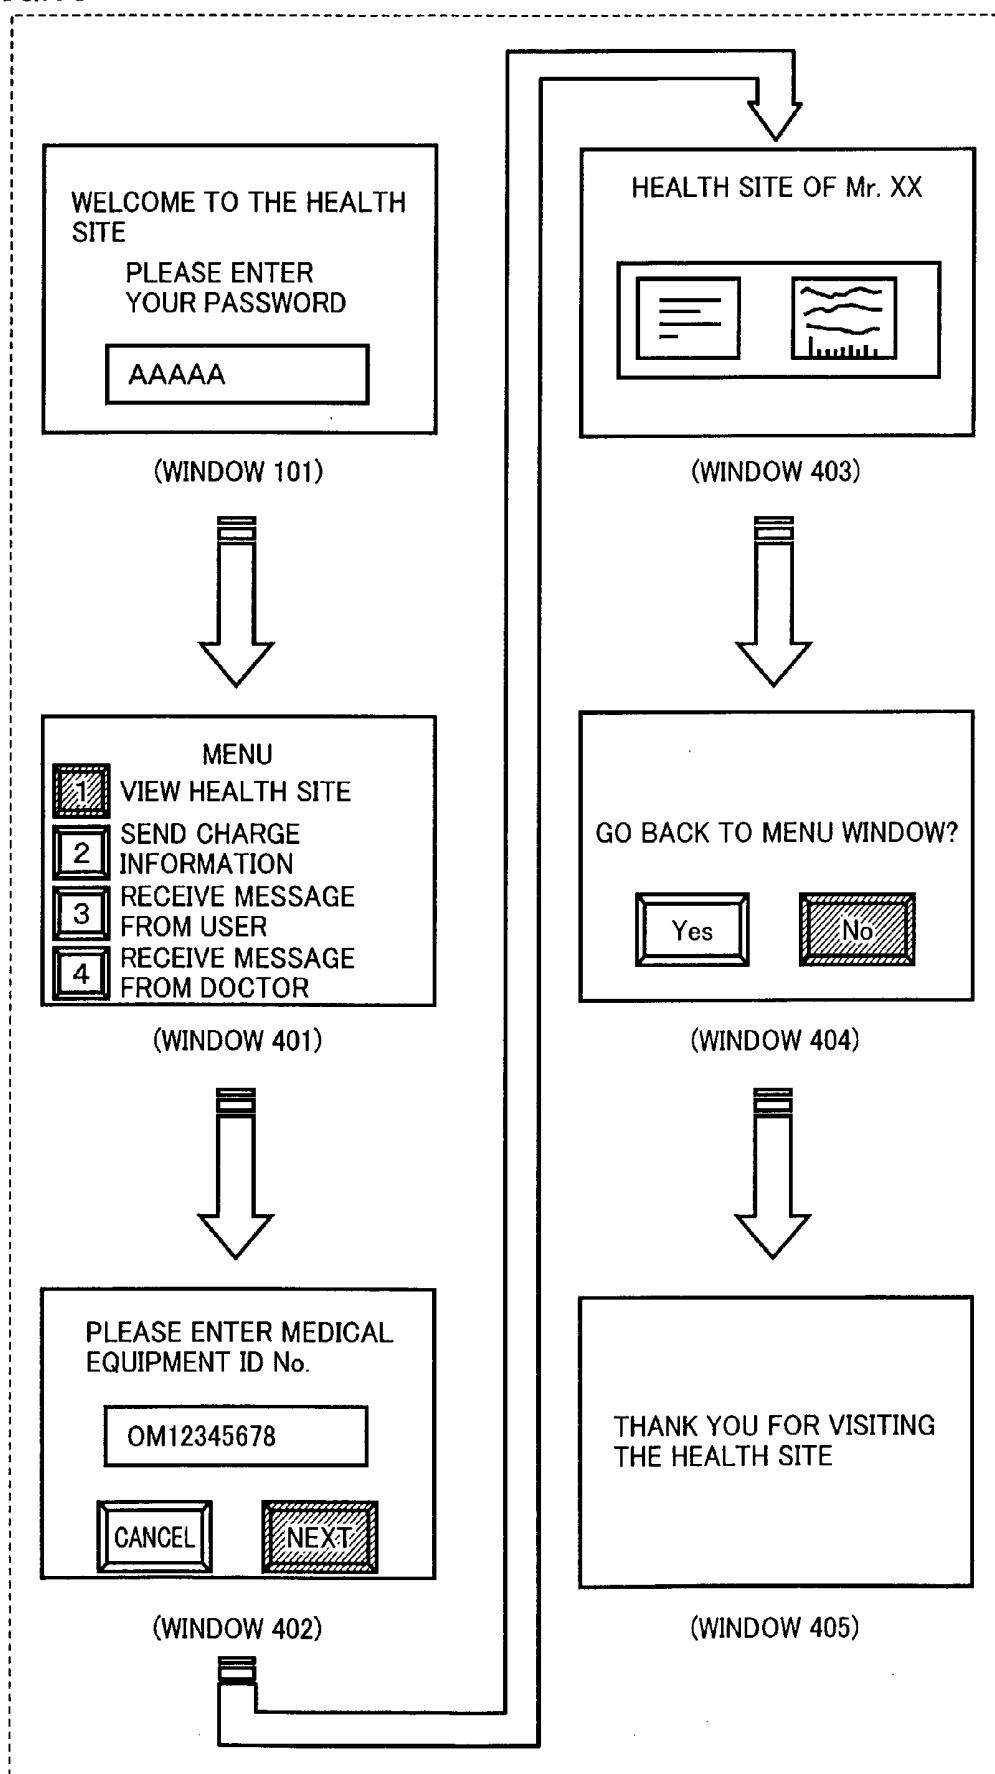 WELCOME TO THE HEALTH
SITE
PLEASE ENTER
YOUR PASSWORD
AAAAA
(WINDOW 101)
MENU
1 VIEW HEALTH SITE
2 SEND CHARGE
INFORMATION
3 RECEIVE MESSAGE
FROM USER
4 RECEIVE MESSAGE
FROM DOCTOR
(WINDOW 401)
PLEASE ENTER MEDICAL
EQUIPMENT ID No.
OM12345678
CANCEL NEXT
(WINDOW 402)
HEALTH SITE OF Mr. XX
(WINDOW 403)
GO BACK TO MENU WINDOW?
Yes No
(WINDOW 404)
THANK YOU FOR VISITING
THE HEALTH SITE
(WINDOW 405)